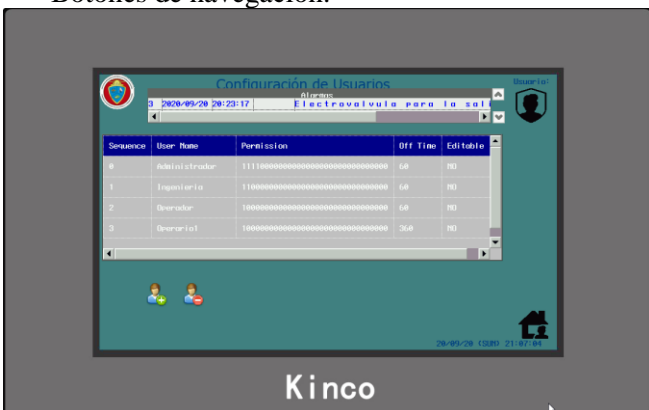 Botones de navegación.
Configuración de Usuarios
Usuario:
Alarmas
3 2020/09/20 20:23:17 Electrovalvula para la sal
Sequence User Name Permission Off Time Editable
0 Administrador 11110000000000000000000000000000 60 NO
1 Ingenieria 11000000000000000000000000000000 60 NO
2 Operador 10000000000000000000000000000000 60 NO
3 Operario1 10000000000000000000000000000000 360 NO
20/09/20 (SUN) 21:07:04
Kinco